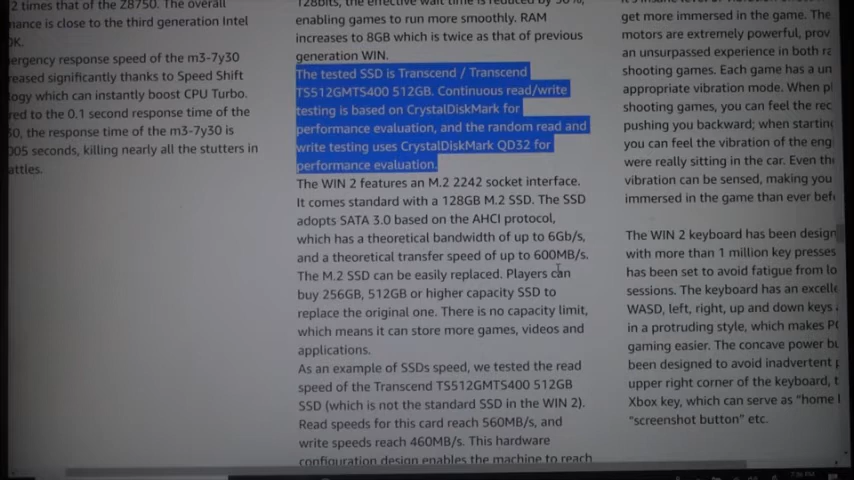 2 times that of the Z8750. The overall
mance is close to the third generation Intel
OK.
ergency response speed of the m3-7y30
reased significantly thanks to Speed Shift
logy which can instantly boost CPU Turbo.
red to the 0.1 second response time of the
50, the response time of the m3-7y30 is
005 seconds, killing nearly all the stutters in
attles.
128bits, the effective wait time is reduced by 50%,
enabling games to run more smoothly. RAM
increases to 8GB which is twice as that of previous
generation WIN.
The tested SSD is Transcend / Transcend
TS512GMTS400 512GB. Continuous read/write
testing is based on CrystalDiskMark for
performance evaluation, and the random read and
write testing uses CrystalDiskMark QD32 for
performance evaluation.
The WIN 2 features an M.2 2242 socket interface.
It comes standard with a 128GB M.2 SSD. The SSD
adopts SATA 3.0 based on the AHCI protocol,
which has a theoretical bandwidth of up to 6Gb/s,
and a theoretical transfer speed of up to 600MB/s.
The M.2 SSD can be easily replaced. Players can
buy 256GB, 512GB or higher capacity SSD to
replace the original one. There is no capacity limit,
which means it can store more games, videos and
applications.
As an example of SSDs speed, we tested the read
speed of the Transcend TS512GMTS400 512GB
SSD (which is not the standard SSD in the WIN 2).
Read speeds for this card reach 560MB/s, and
write speeds reach 460MB/s. This hardware
configuration design enables the machine to reach
get more immersed in the game. The
motors are extremely powerful, prov
an unsurpassed experience in both ra
shooting games. Each game has a un
appropriate vibration mode. When pl
shooting games, you can feel the rec
pushing you backward; when starting
you can feel the vibration of the eng
were really sitting in the car. Even the
vibration can be sensed, making you
immersed in the game than ever befo
The WIN 2 keyboard has been design
with more than 1 million key presses
has been set to avoid fatigue from lo
sessions. The keyboard has an excelle
WASD, left, right, up and down keys
in a protruding style, which makes PC
gaming easier. The concave power bu
been designed to avoid inadvertent p
upper right corner of the keyboard, t
Xbox key, which can serve as “home
“screenshot button” etc.